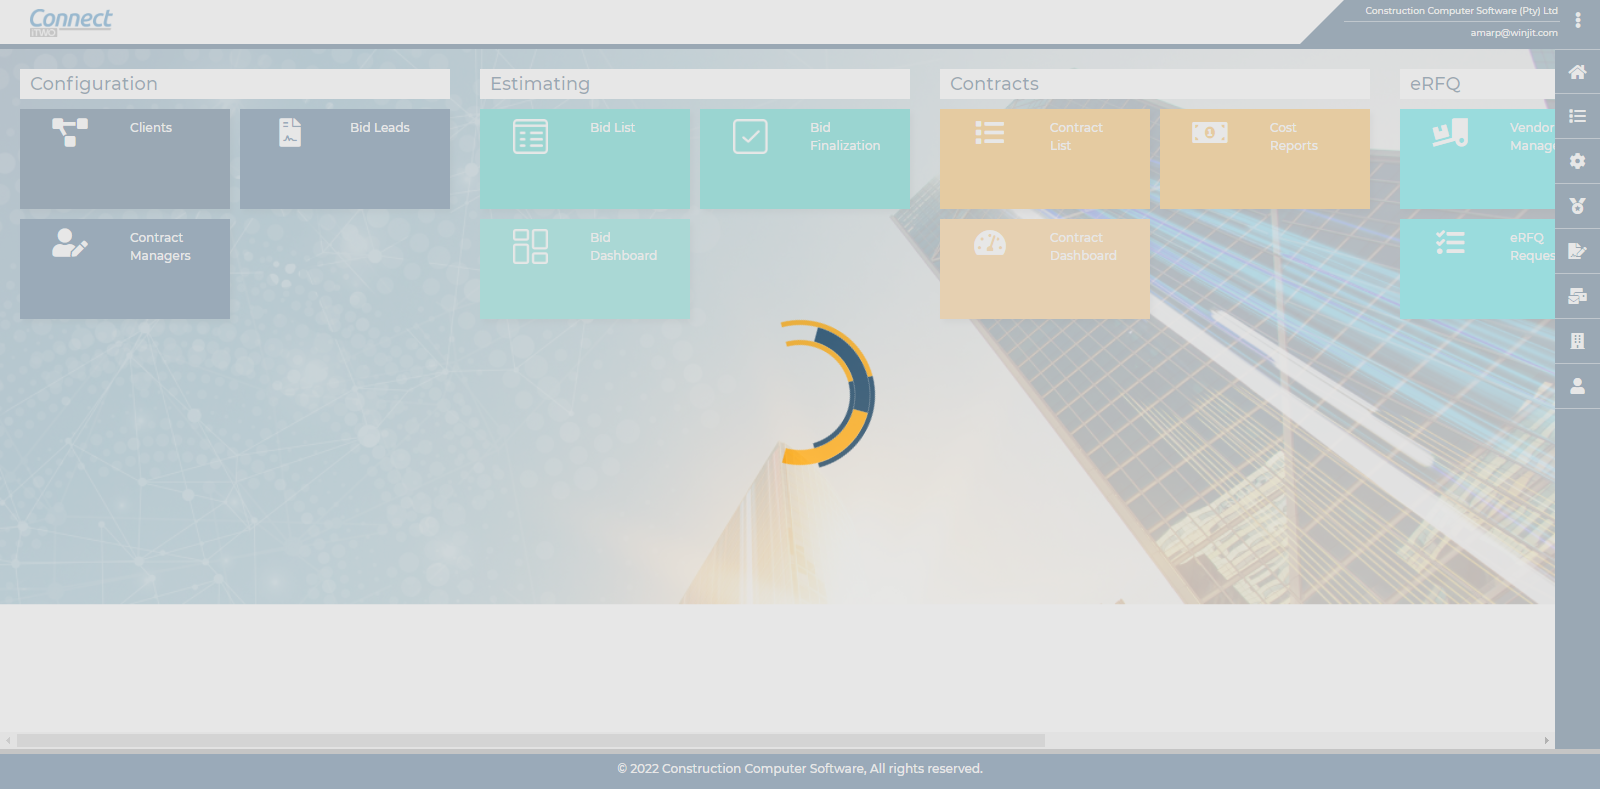 Connect
iTWO
Construction Computer Software (Pty) Ltd
amarp@winjit.com
Configuration
Clients
Bid Leads
Contract
Managers
Estimating
Bid List
Bid
Finalization
Bid
Dashboard
Contracts
Contract
List
Cost
Reports
Contract
Dashboard
eRFQ
Vendor
Manag
eRFQ
Reques
© 2022 Construction Computer Software, All rights reserved.